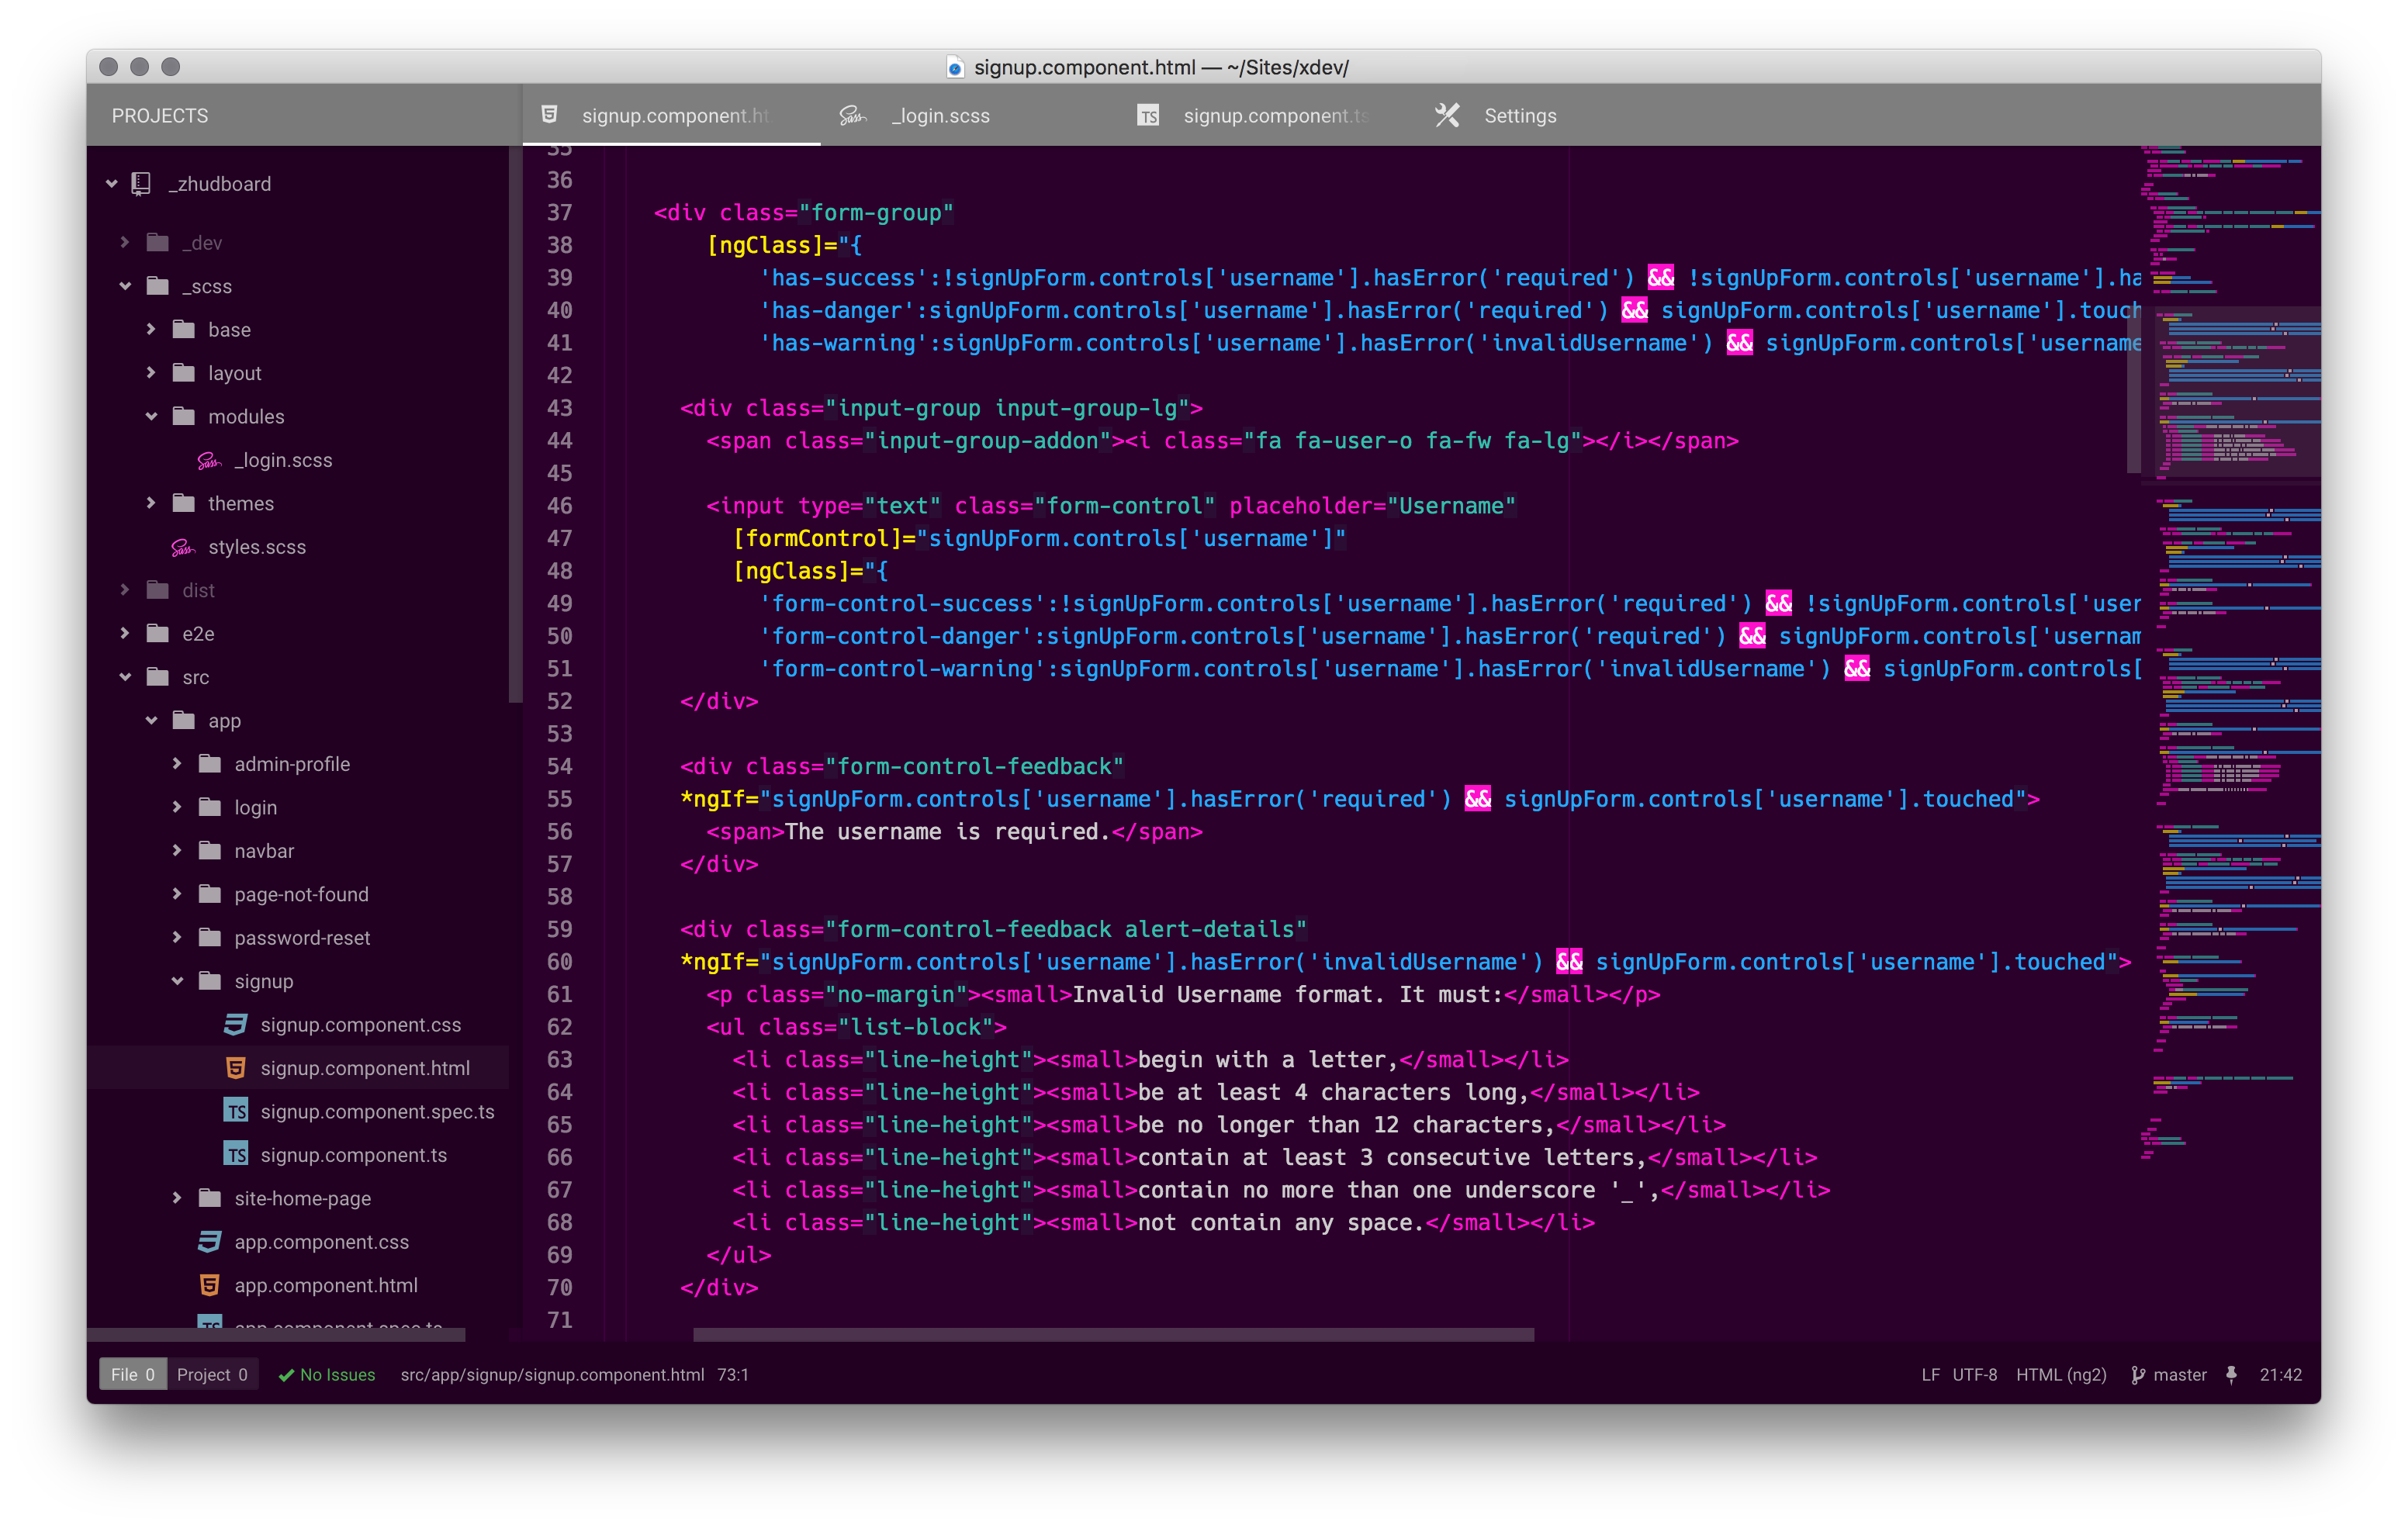 signup.component.html — ~/Sites/xdev/
PROJECTS
signup.component.ht
_login.scss
TS signup.component.ts
Settings
_zhudboard
_dev
_scss
base
layout
modules
_login.scss
themes
styles.scss
dist
e2e
src
app
admin-profile
login
navbar
page-not-found
password-reset
signup
signup.component.css
signup.component.html
TS signup.component.spec.ts
TS signup.component.ts
site-home-page
app.component.css
app.component.html
TS app.component.spec.ts
35
36
37 <div class="form-group"
38 [ngClass]="{
39 'has-success':!signUpForm.controls['username'].hasError('required') && !signUpForm.controls['username'].ha
40 'has-danger':signUpForm.controls['username'].hasError('required') && signUpForm.controls['username'].touch
41 'has-warning':signUpForm.controls['username'].hasError('invalidUsername') && signUpForm.controls['username
42
43 <div class="input-group input-group-lg">
44 <span class="input-group-addon"><i class="fa fa-user-o fa-fw fa-lg"></i></span>
45
46 <input type="text" class="form-control" placeholder="Username"
47 [formControl]="signUpForm.controls['username']"
48 [ngClass]="{
49 'form-control-success':!signUpForm.controls['username'].hasError('required') && !signUpForm.controls['user
50 'form-control-danger':signUpForm.controls['username'].hasError('required') && signUpForm.controls['usernam
51 'form-control-warning':signUpForm.controls['username'].hasError('invalidUsername') && signUpForm.controls[
52 </div>
53
54 <div class="form-control-feedback"
55 *ngIf="signUpForm.controls['username'].hasError('required') && signUpForm.controls['username'].touched">
56 <span>The username is required.</span>
57 </div>
58
59 <div class="form-control-feedback alert-details"
60 *ngIf="signUpForm.controls['username'].hasError('invalidUsername') && signUpForm.controls['username'].touched">
61 <p class="no-margin"><small>Invalid Username format. It must:</small></p>
62 <ul class="list-block">
63 <li class="line-height"><small>begin with a letter,</small></li>
64 <li class="line-height"><small>be at least 4 characters long,</small></li>
65 <li class="line-height"><small>be no longer than 12 characters,</small></li>
66 <li class="line-height"><small>contain at least 3 consecutive letters,</small></li>
67 <li class="line-height"><small>contain no more than one underscore '_',</small></li>
68 <li class="line-height"><small>not contain any space.</small></li>
69 </ul>
70 </div>
71
File 0 Project 0 No Issues src/app/signup/signup.component.html 73:1 LF UTF-8 HTML (ng2) master 21:42